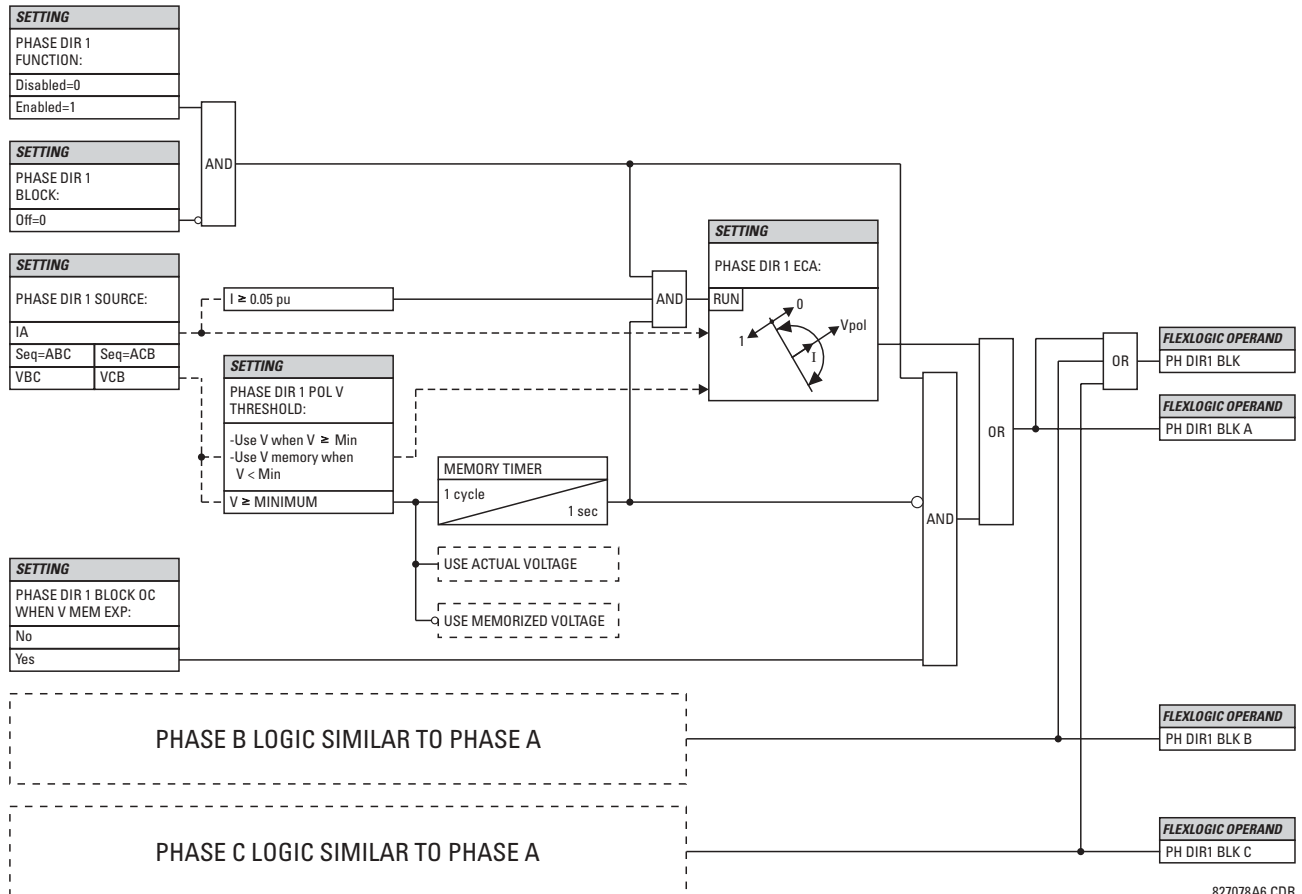 SETTING
PHASE DIR 1
FUNCTION:
Disabled=0
Enabled=1
AND
SETTING
PHASE DIR 1
BLOCK:
Off=0
SETTING
PHASE DIR 1 SOURCE:
IA
Seq=ABC Seq=ACB
VBC VCB
I ≥ 0.05 pu
SETTING
PHASE DIR 1 POL V
THRESHOLD:
-Use V when V ≥ Min
-Use V memory when
V < Min
V ≥ MINIMUM
MEMORY TIMER
1 cycle
1 sec
USE ACTUAL VOLTAGE
USE MEMORIZED VOLTAGE
AND
SETTING
PHASE DIR 1 ECA:
RUN
0
1
Vpol
I
AND
OR
OR
FLEXLOGIC OPERAND
PH DIR1 BLK
FLEXLOGIC OPERAND
PH DIR1 BLK A
SETTING
PHASE DIR 1 BLOCK OC
WHEN V MEM EXP:
No
Yes
PHASE B LOGIC SIMILAR TO PHASE A
FLEXLOGIC OPERAND
PH DIR1 BLK B
PHASE C LOGIC SIMILAR TO PHASE A
FLEXLOGIC OPERAND
PH DIR1 BLK C
827078A6.CDR